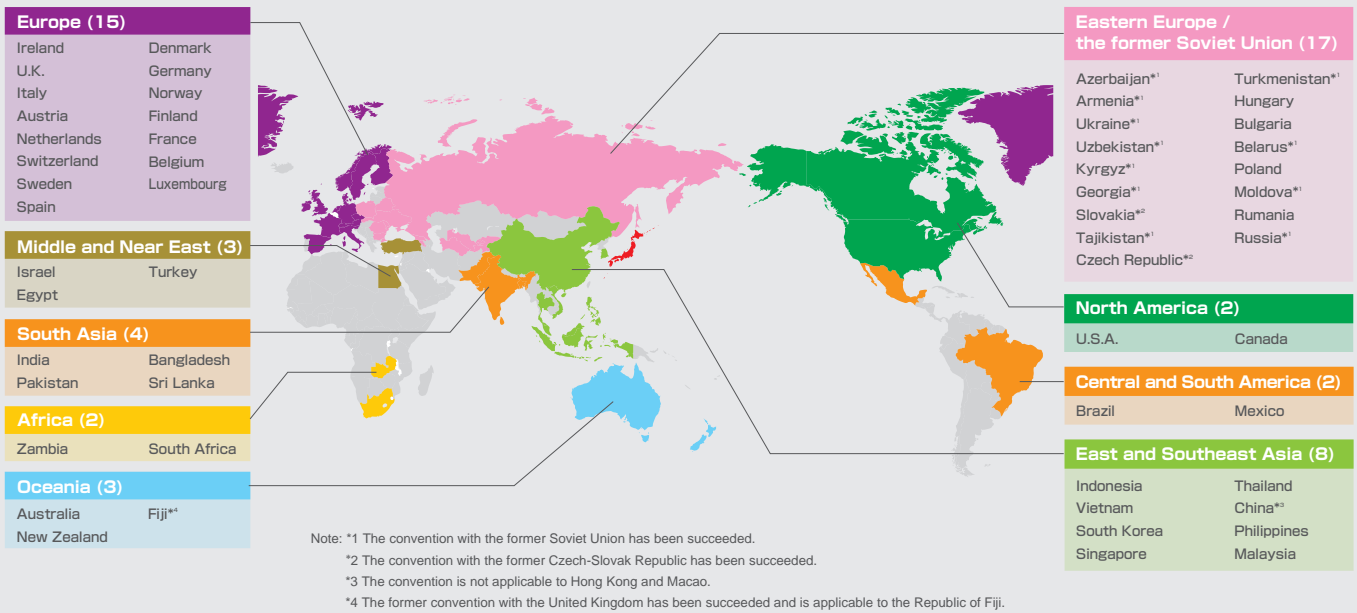 Europe (15)
Ireland Denmark
U.K. Germany
Italy Norway
Austria Finland
Netherlands France
Switzerland Belgium
Sweden Luxembourg
Spain
Middle and Near East (3)
Israel Turkey
Egypt
South Asia (4)
India Bangladesh
Pakistan Sri Lanka
Africa (2)
Zambia South Africa
Oceania (3)
Australia Fiji*4
New Zealand
Eastern Europe /
the former Soviet Union (17)
Azerbaijan*1 Turkmenistan*1
Armenia*1 Hungary
Ukraine*1 Bulgaria
Uzbekistan*1 Belarus*1
Kyrgyz*1 Poland
Georgia*1 Moldova*1
Slovakia*2 Rumania
Tajikistan*1 Russia*1
Czech Republic*2
North America (2)
U.S.A. Canada
Central and South America (2)
Brazil Mexico
East and Southeast Asia (8)
Indonesia Thailand
Vietnam China*3
South Korea Philippines
Singapore Malaysia
Note: *1 The convention with the former Soviet Union has been succeeded.
*2 The convention with the former Czech-Slovak Republic has been succeeded.
*3 The convention is not applicable to Hong Kong and Macao.
*4 The former convention with the United Kingdom has been succeeded and is applicable to the Republic of Fiji.